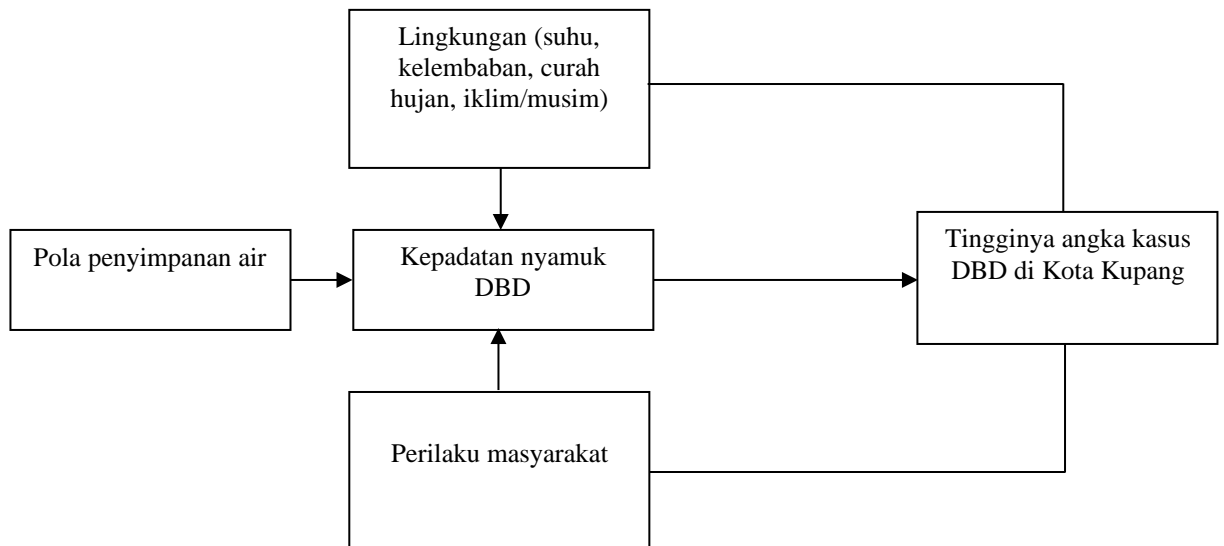 Lingkungan (suhu,
kelembaban, curah
hujan, iklim/musim)
Pola penyimpanan air
Kepadatan nyamuk
DBD
Tingginya angka kasus
DBD di Kota Kupang
Perilaku masyarakat